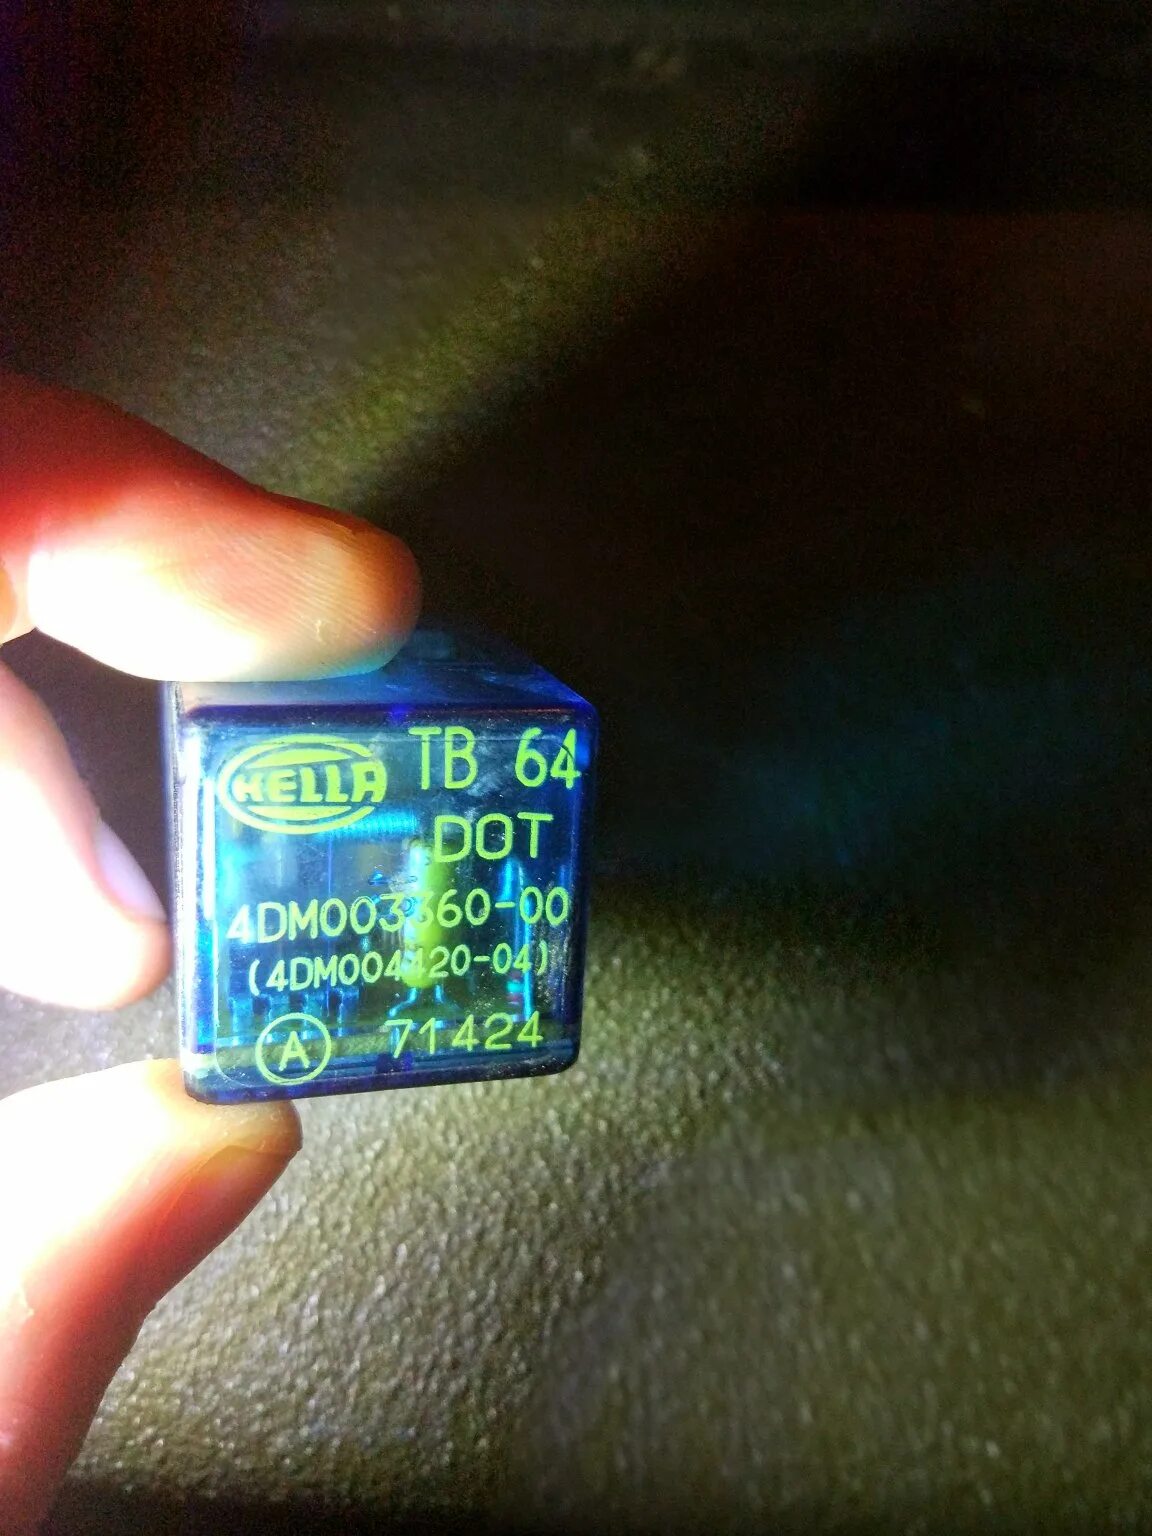 HELLA TB 64
DOT
4DM003360-00
(4DM004420-04)
A 71424